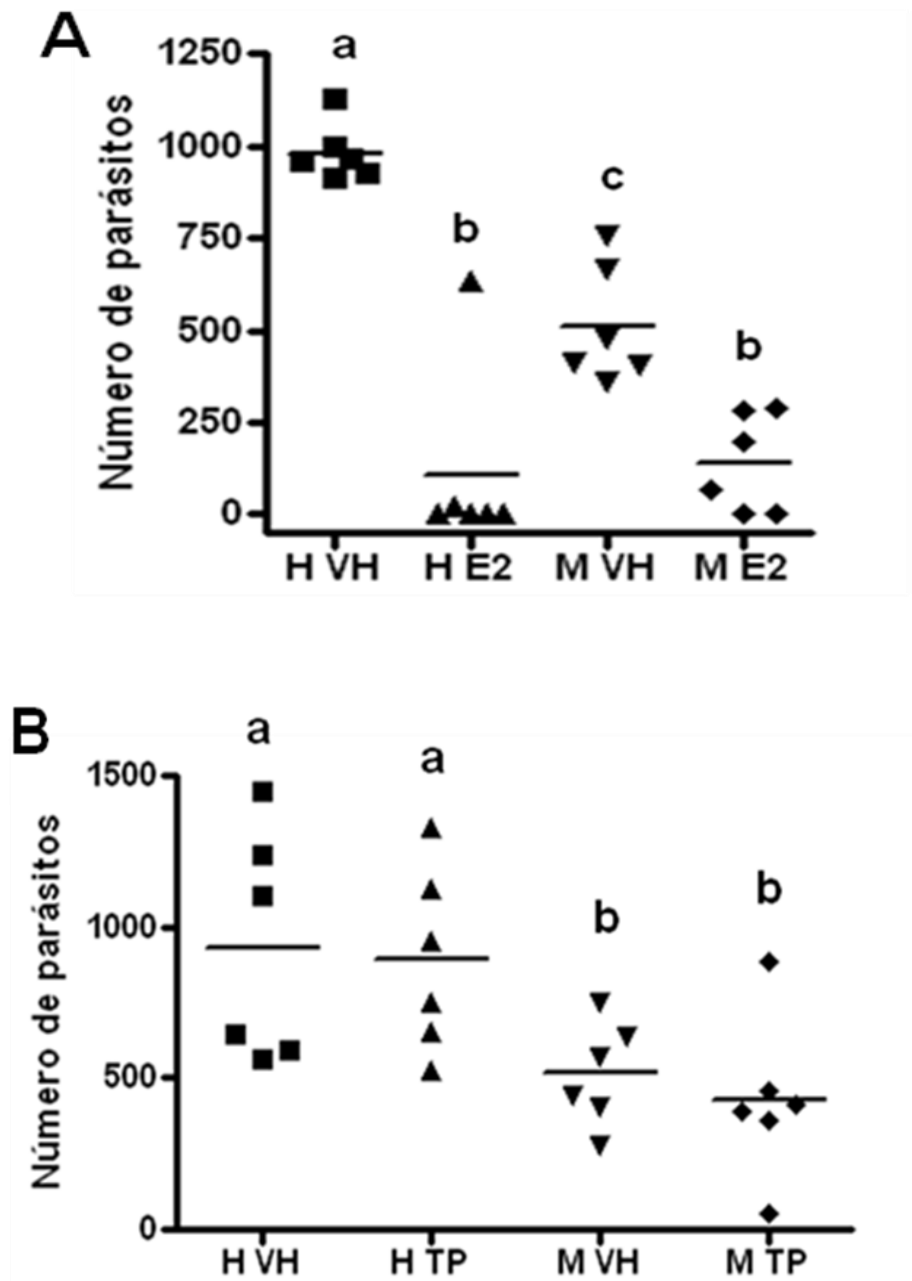 A
a
b
c
b
Número de parásitos
1250
1000
750
500
250
0
H VH H E2 M VH M E2
B
a
a
b
b
Número de parásitos
1500
1000
500
0
H VH H TP M VH M TP